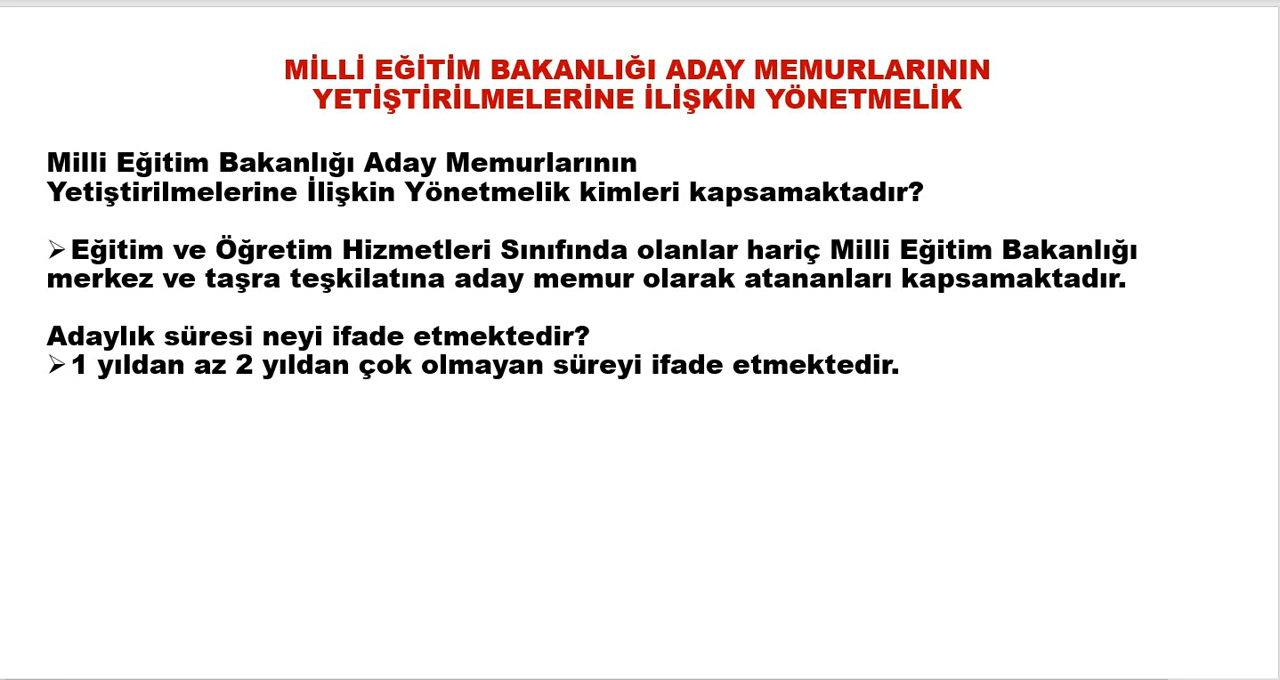 MİLLİ EĞİTİM BAKANLIĞI ADAY MEMURLARININ
YETİŞTİRİLMELERİNE İLİŞKİN YÖNETMELİK
Milli Eğitim Bakanlığı Aday Memurlarının
Yetiştirilmelerine İlişkin Yönetmelik kimleri kapsamaktadır?
➢Eğitim ve Öğretim Hizmetleri Sınıfında olanlar hariç Milli Eğitim Bakanlığı
merkez ve taşra teşkilatına aday memur olarak atananları kapsamaktadır.
Adaylık süresi neyi ifade etmektedir?
➢1 yıldan az 2 yıldan çok olmayan süreyi ifade etmektedir.